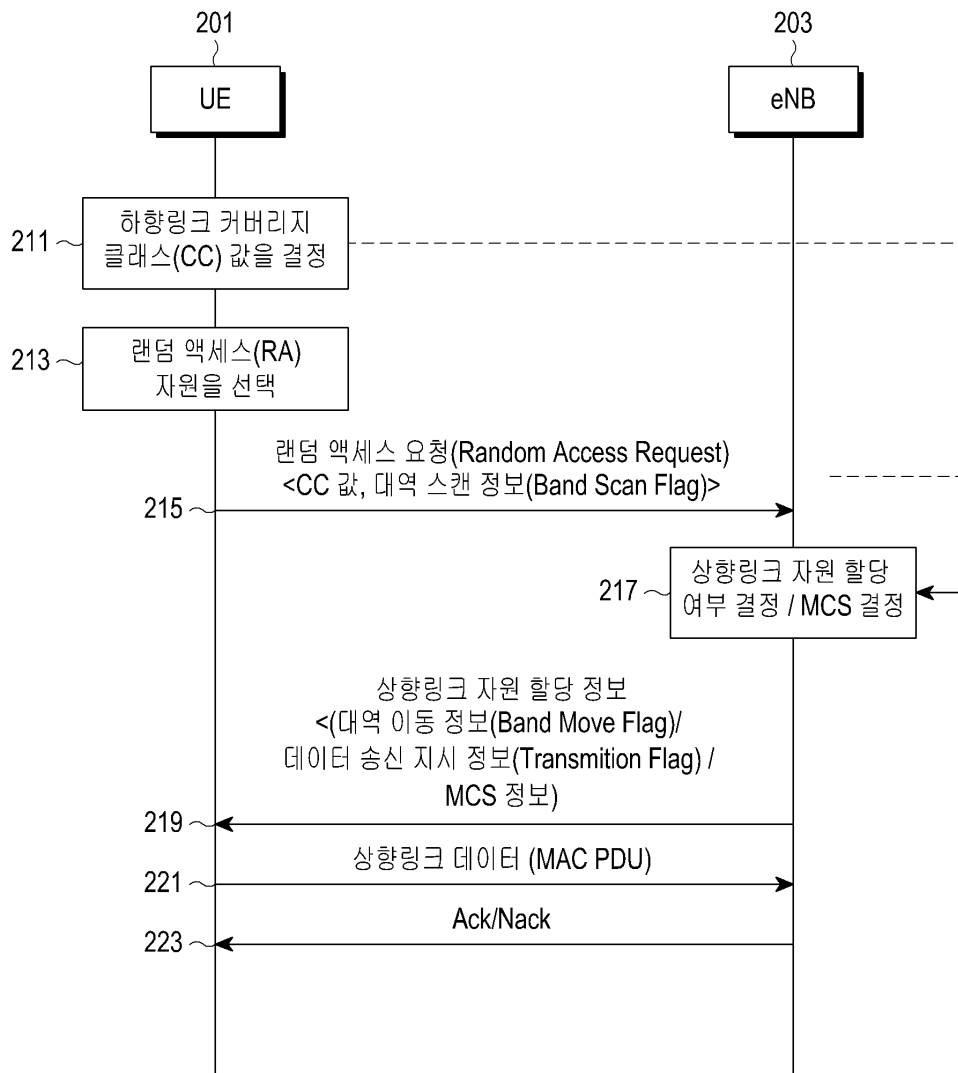 201
203
UE
eNB
211
하향링크 커버리지
클래스(CC) 값을 결정
213
랜덤 액세스(RA)
자원을 선택
랜덤 액세스 요청(Random Access Request)
<CC 값, 대역 스캔 정보(Band Scan Flag)>
215
217
상향링크 자원 할당
여부 결정 / MCS 결정
상향링크 자원 할당 정보
<(대역 이동 정보(Band Move Flag)/
데이터 송신 지시 정보(Transmition Flag) /
MCS 정보)
219
상향링크 데이터 (MAC PDU)
221
Ack/Nack
223